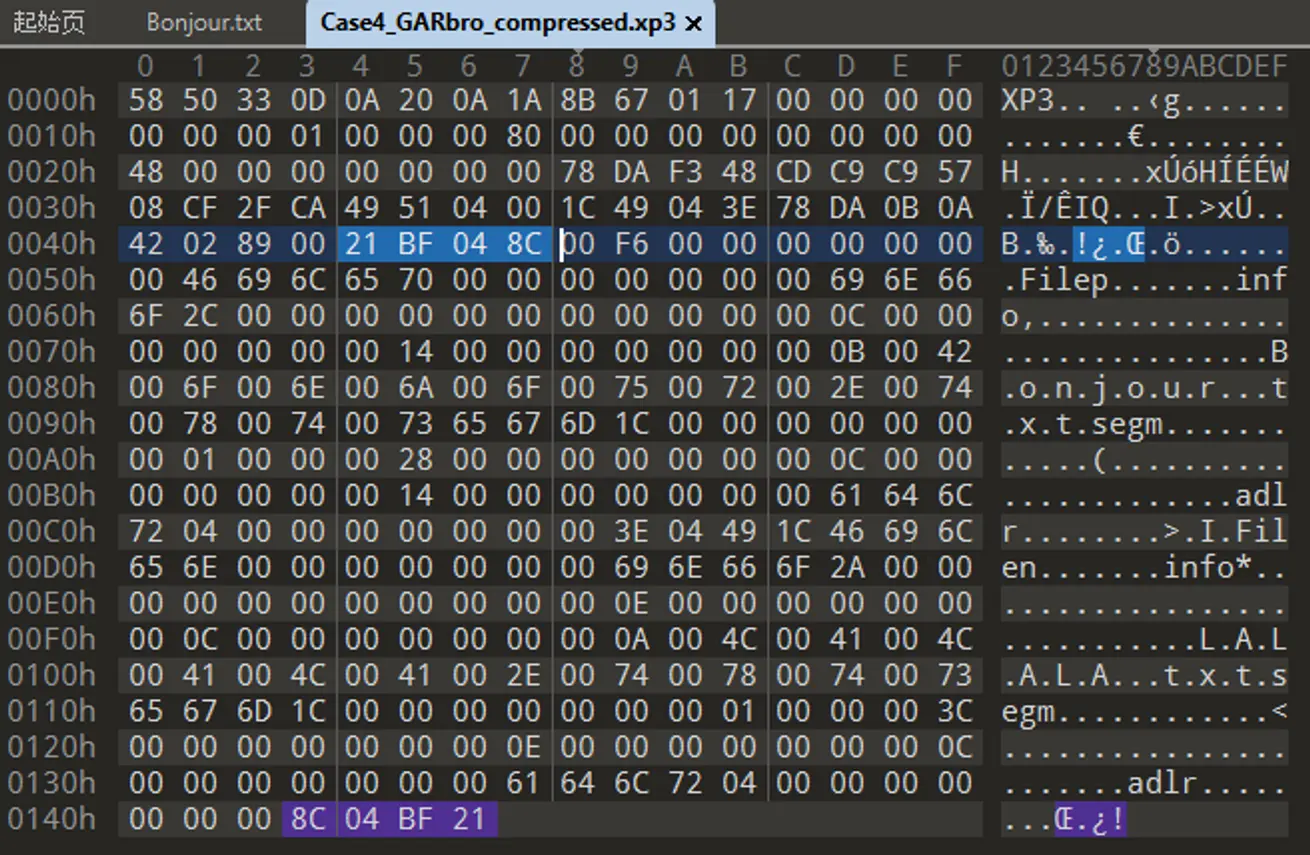 起始页 Bonjour.txt Case4_GARbro_compressed.xp3 ×
0 1 2 3 4 5 6 7 8 9 A B C D E F 0123456789ABCDEF
0000h 58 50 33 0D 0A 20 0A 1A 8B 67 01 17 00 00 00 00 XP3.. ..‹g......
0010h 00 00 00 01 00 00 00 80 00 00 00 00 00 00 00 00 .......€........
0020h 48 00 00 00 00 00 00 00 78 DA F3 48 CD C9 C9 57 H.......xÚóHÍÉÉW
0030h 08 CF 2F CA 49 51 04 00 1C 49 04 3E 78 DA 0B 0A .Ï/ÊIQ...I.>xÚ..
0040h 42 02 89 00 21 BF 04 8C 00 F6 00 00 00 00 00 00 B.‰.!¿.Œ.ö......
0050h 00 46 69 6C 65 70 00 00 00 00 00 00 00 69 6E 66 .Filep.......inf
0060h 6F 2C 00 00 00 00 00 00 00 00 00 00 00 0C 00 00 o,..............
0070h 00 00 00 00 00 14 00 00 00 00 00 00 00 0B 00 42 ...............B
0080h 00 6F 00 6E 00 6A 00 6F 00 75 00 72 00 2E 00 74 .o.n.j.o.u.r...t
0090h 00 78 00 74 00 73 65 67 6D 1C 00 00 00 00 00 00 .x.t.segm.......
00A0h 00 01 00 00 00 28 00 00 00 00 00 00 00 0C 00 00 .....(..........
00B0h 00 00 00 00 00 14 00 00 00 00 00 00 00 61 64 6C .............adl
00C0h 72 04 00 00 00 00 00 00 00 3E 04 49 1C 46 69 6C r........>.I.Fil
00D0h 65 6E 00 00 00 00 00 00 00 69 6E 66 6F 2A 00 00 en.......info*..
00E0h 00 00 00 00 00 00 00 00 00 0E 00 00 00 00 00 00 ................
00F0h 00 0C 00 00 00 00 00 00 00 0A 00 4C 00 41 00 4C ...........L.A.L
0100h 00 41 00 4C 00 41 00 2E 00 74 00 78 00 74 00 73 .A.L.A...t.x.t.s
0110h 65 67 6D 1C 00 00 00 00 00 00 00 01 00 00 00 3C egm............<
0120h 00 00 00 00 00 00 00 0E 00 00 00 00 00 00 00 0C ................
0130h 00 00 00 00 00 00 00 61 64 6C 72 04 00 00 00 00 .......adlr.....
0140h 00 00 00 8C 04 BF 21 ...Œ.¿!